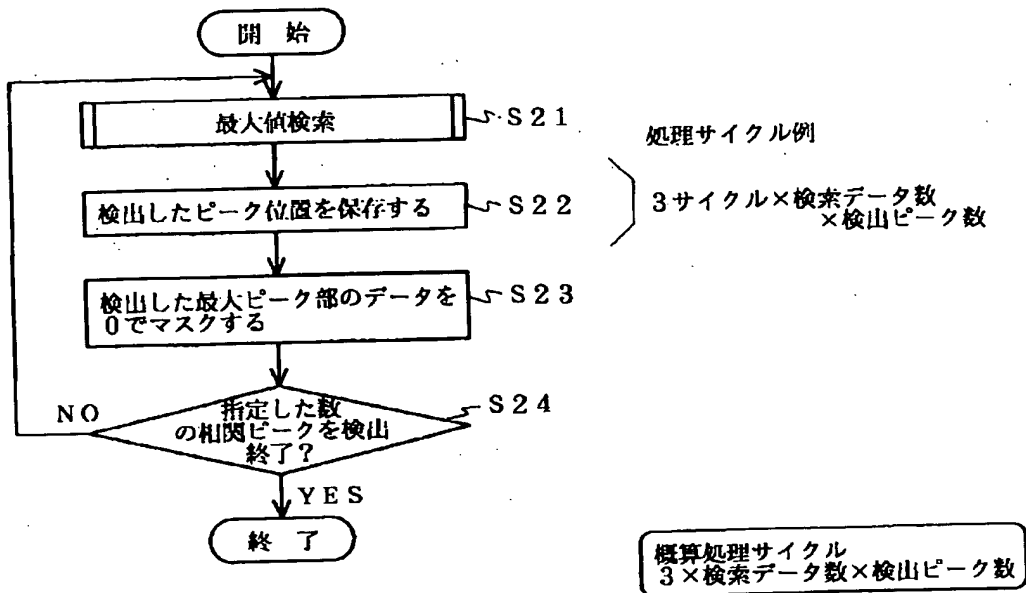 開 始
最大値検索
S21
処理サイクル例
検出したピーク位置を保存する
S22
3サイクル×検索データ数
×検出ピーク数
検出した最大ピーク部のデータを
0でマスクする
S23
指定した数
の相関ピークを検出
終了?
S24
NO
YES
終 了
概算処理サイクル
3×検索データ数×検出ピーク数